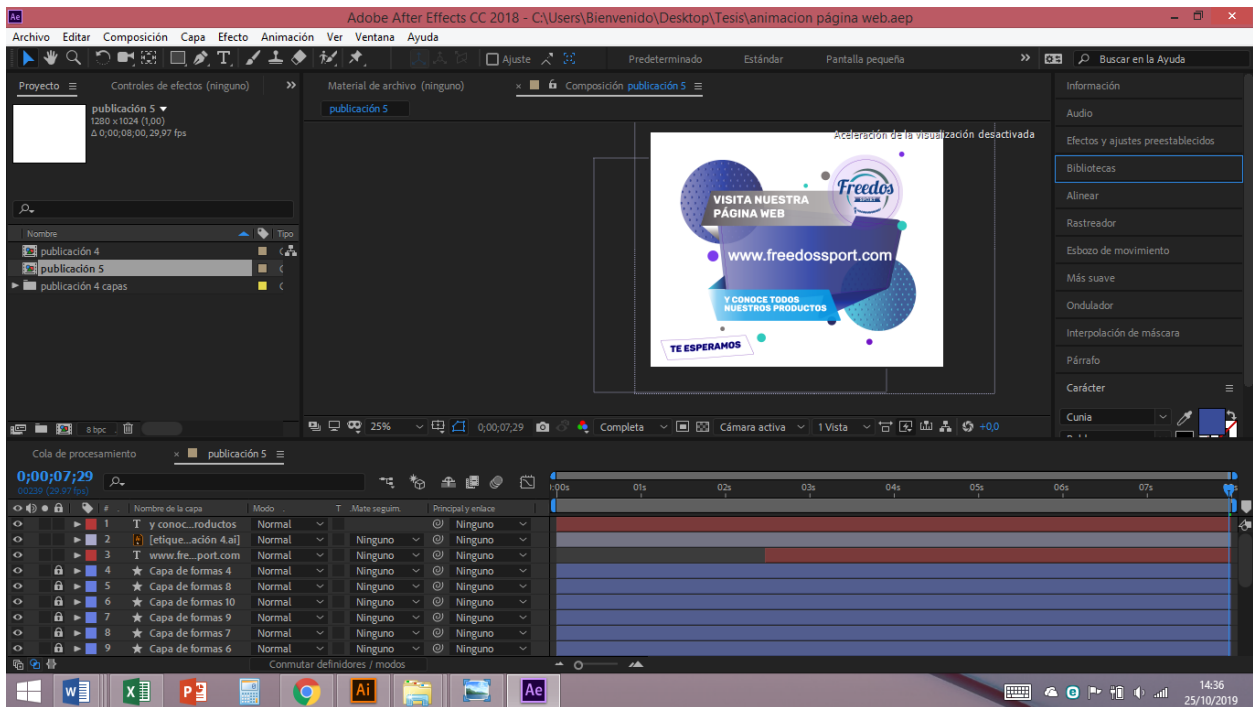 Ae
Adobe After Effects CC 2018 - C:\Users\Bienvenido\Desktop\Tesis\animacion página web.aep
Archivo Editar Composición Capa Efecto Animación Ver Ventana Ayuda
Ajuste Predeterminado Estándar Pantalla pequeña » Buscar en la Ayuda
Proyecto Controles de efectos (ninguno) » Material de archivo (ninguno) × Composición publicación 5 Información
publicación 5
1280 x1024 (1,00)
Δ 0;00;08;00, 29,97 fps
publicación 5
Audio
Aceleración de la visualización desactivada
Efectos y ajustes preestablecidos
Bibliotecas
Freedos
SPORT
VISITA NUESTRA
PÁGINA WEB
Alinear
Rastreador
Nombre Tipo
publicación 4
publicación 5
publicación 4 capas
www.freedossport.com
Esbozo de movimiento
Más suave
Y CONOCE TODOS
NUESTROS PRODUCTOS
Ondulador
Interpolación de máscara
TE ESPERAMOS
Párrafo
Carácter
Cunia
8 bpc 25% 0;00;07;29 Completa Cámara activa 1 Vista +0,0
Cola de procesamiento × publicación 5
0;00;07;29
00239 (29.97 fps)
01s 02s 03s 04s 05s 06s 07s
# Nombre de la capa Modo T .Mate seguim. Principal y enlace
1 T y conoc...roductos Normal Ninguno
2 [etique...ación 4.ai] Normal Ninguno Ninguno
3 T www.fre...port.com Normal Ninguno Ninguno
4 Capa de formas 4 Normal Ninguno Ninguno
5 Capa de formas 8 Normal Ninguno Ninguno
6 Capa de formas 10 Normal Ninguno Ninguno
7 Capa de formas 9 Normal Ninguno Ninguno
8 Capa de formas 7 Normal Ninguno Ninguno
9 Capa de formas 6 Normal Ninguno Ninguno
Conmutar definidores / modos
Ai Ae
14:36
25/10/2019